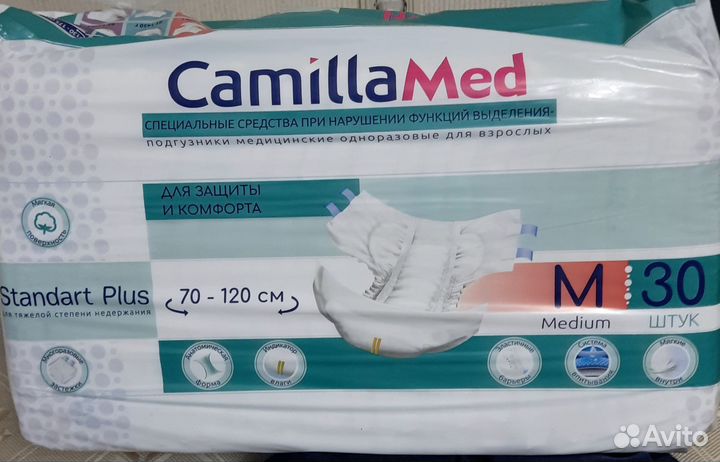 CamillaMed
СПЕЦИАЛЬНЫЕ СРЕДСТВА ПРИ НАРУШЕНИИ ФУНКЦИЙ ВЫДЕЛЕНИЯ-
подгузники медицинские одноразовые для взрослых
ДЛЯ ЗАЩИТЫ
И КОМФОРТА
Мягкая
поверхность
Standart Plus
для тяжелой степени недержания
70 - 120 см
M
Medium
30
ШТУК
Многоразовые
застежки
Анатомическая
форма
Индикатор
влаги
Эластичные
барьеры
Система
впитывания
Мягкие
внутри
Avito